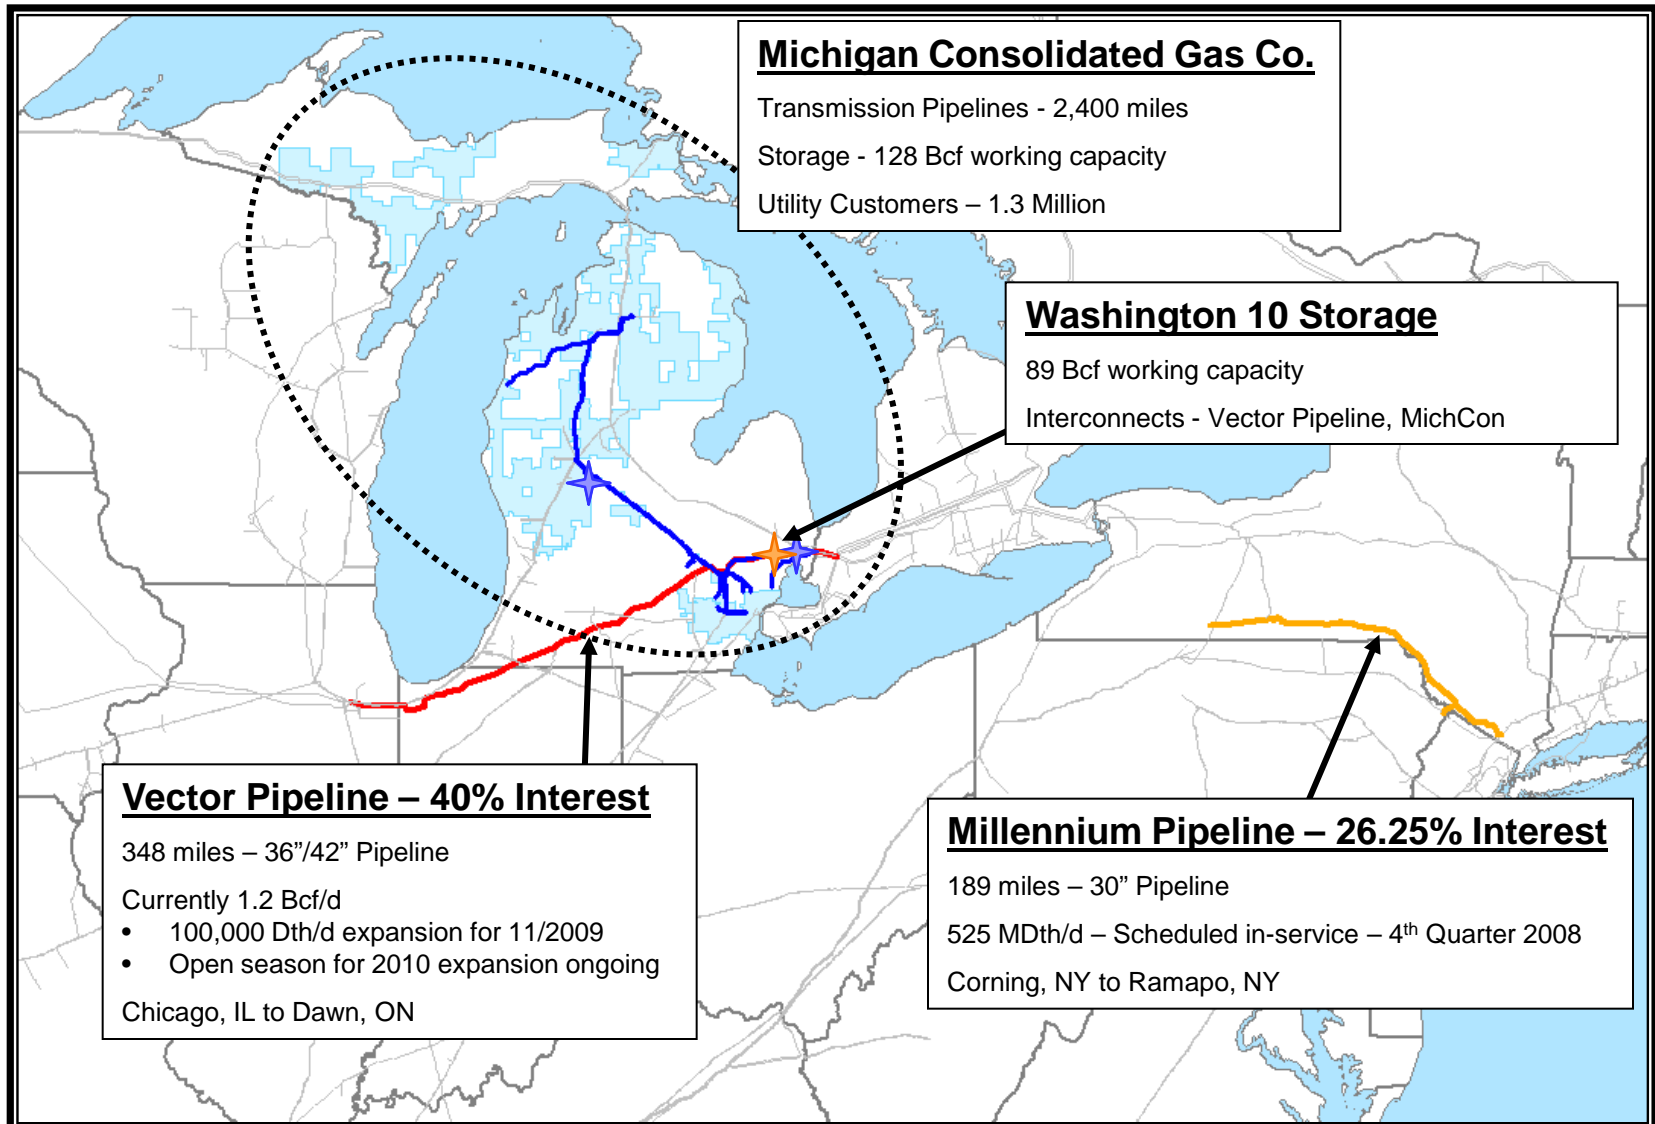 Michigan Consolidated Gas Co.
Transmission Pipelines - 2,400 miles
Storage - 128 Bcf working capacity
Utility Customers – 1.3 Million
Washington 10 Storage
89 Bcf working capacity
Interconnects - Vector Pipeline, MichCon
Vector Pipeline – 40% Interest
348 miles – 36”/42” Pipeline
Currently 1.2 Bcf/d
• 100,000 Dth/d expansion for 11/2009
• Open season for 2010 expansion ongoing
Chicago, IL to Dawn, ON
Millennium Pipeline – 26.25% Interest
189 miles – 30” Pipeline
525 MDth/d – Scheduled in-service – 4th Quarter 2008
Corning, NY to Ramapo, NY